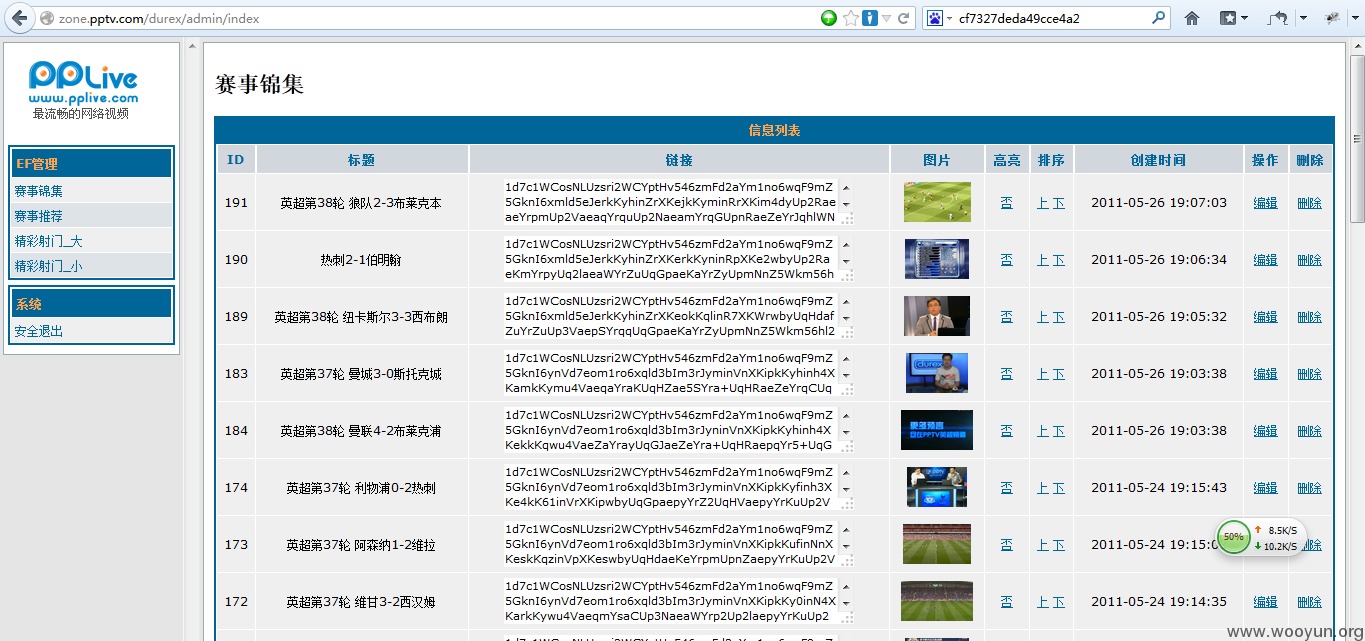 zone.pptv.com/durex/admin/index
cf7327deda49cce4a2
PPLive
www.pplive.com
最流畅的网络视频
EF管理
赛事锦集
赛事推荐
精彩射门_大
精彩射门_小
系统
安全退出
赛事锦集
信息列表
ID 标题 链接 图片 高亮 排序 创建时间 操作 删除
191 英超第38轮 狼队2-3布莱克本
1d7c1WCosNLUzsri2WCYptHv546zmFd2aYm1no6wqF9mZ
5GknI6xmld5eJerkKyhinZrXKejkKyminRrXKim4dyUp2Rae
aeYrpmUp2VaeaqYrquUp2NaeamYrqGUpnRaeZeYrJqhlWN
否 上 下 2011-05-26 19:07:03 编辑 删除
190 热刺2-1伯明翰
1d7c1WCosNLUzsri2WCYptHv546zmFd2aYm1no6wqF9mZ
5GknI6xmld5eJerkKyhinZrXKerkKyninRpXKe2wbyUp2Ra
eKmYrpyUq2laeaWYrZuUqGpaeKaYrZyUpmNnZ5Wkm56h
否 上 下 2011-05-26 19:06:34 编辑 删除
189 英超第38轮 纽卡斯尔3-3西布朗
1d7c1WCosNLUzsri2WCYptHv546zmFd2aYm1no6wqF9mZ
5GknI6xmld5eJerkKyhinZrXKeokKqlinR7XKWrwbyUqHdaf
ZuYrZuUp3VaepSYrqqUqGpaeKaYrZyUpmNnZ5Wkm56hl2
否 上 下 2011-05-26 19:05:32 编辑 删除
183 英超第37轮 曼城3-0斯托克城
1d7c1WCosNLUzsri2WCYptHv546zmFd2aYm1no6wqF9mZ
5GknI6ynVd7eom1ro6xqld3bIm3rJyminVnXKipkKyhinh4X
KamkKymu4VaeqaYraKUqHZae5SYra+UqHRaeZeYrqCUq
否 上 下 2011-05-26 19:03:38 编辑 删除
184 英超第38轮 曼联4-2布莱克浦
1d7c1WCosNLUzsri2WCYptHv546zmFd2aYm1no6wqF9mZ
5GknI6ynVd7eom1ro6xqld3bIm3rJyninVnXKipkKyhinh4X
KekkKqwu4VaeZaYrayUqGJaeZeYra+UqHRaepqYr5+UqG
否 上 下 2011-05-26 19:03:38 编辑 删除
174 英超第37轮 利物浦0-2热刺
1d7c1WCosNLUzsri2WCYptHv546zmFd2aYm1no6wqF9mZ
5GknI6ynVd7eom1ro6xqld3bIm3rJyminVnXKipkKyfinh3X
Ke4kK61inVrXKipwbyUqGpaepyYrZ2UqHVaepyYrKuUp2V
否 上 下 2011-05-24 19:15:43 编辑 删除
173 英超第37轮 阿森纳1-2维拉
1d7c1WCosNLUzsri2WCYptHv546zmFd2aYm1no6wqF9mZ
5GknI6ynVd7eom1ro6xqld3bIm3rJyminVnXKipkKufinNnX
KeskKqzinVpXKeswbyUqHdaeKeYrpmUpnZaepyYrKuUp2V
否 上 下 2011-05-24 19:15:0 删除
172 英超第37轮 维甘3-2西汉姆
1d7c1WCosNLUzsri2WCYptHv546zmFd2aYm1no6wqF9mZ
5GknI6ynVd7eom1ro6xqld3bIm3rJyminVnXKipkKy0inN4X
KarkKywu4VaeqmYsaCUp3NaeaWYrp2Up2laepyYrKuUp2
否 上 下 2011-05-24 19:14:35 编辑 删除
50%
8.5K/S
10.2K/S
www.wooyun.org